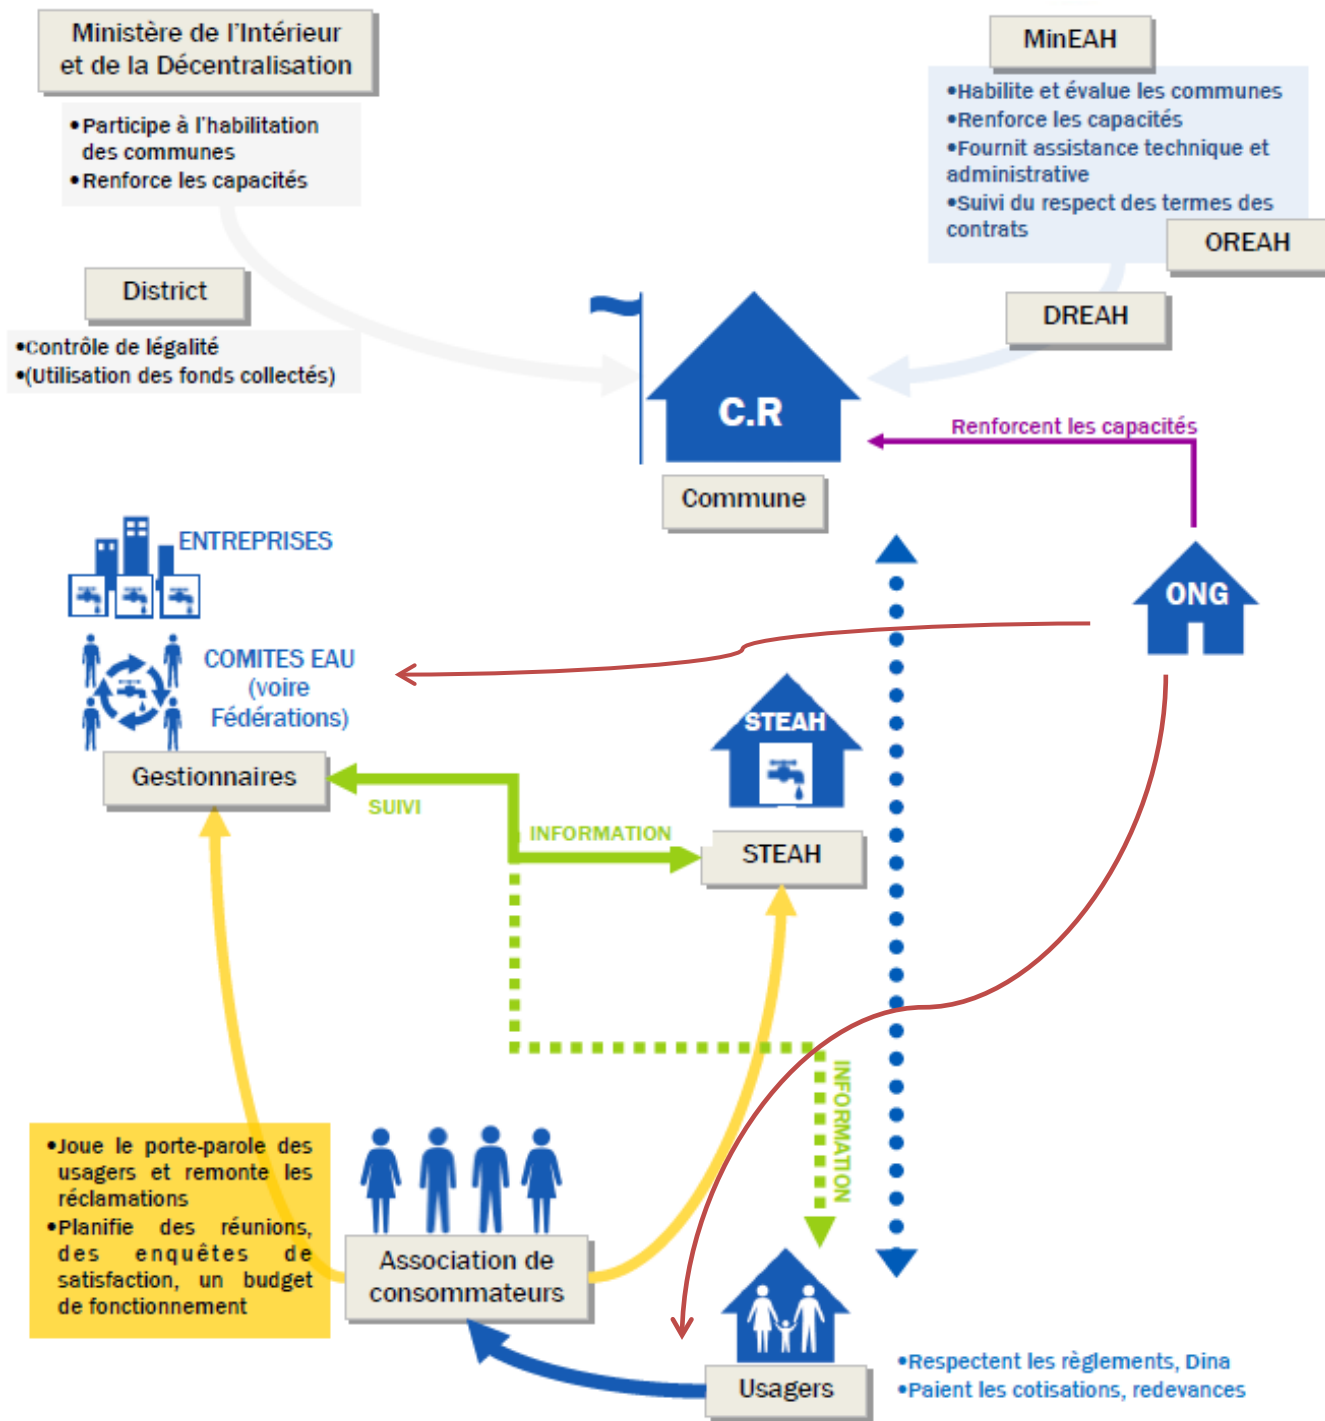 Ministère de l'Intérieur
et de la Décentralisation
•Participe à l'habilitation
des communes
•Renforce les capacités
MinEAH
•Habilite et évalue les communes
•Renforce les capacités
•Fournit assistance technique et
administrative
•Suivi du respect des termes des
contrats
OREAH
DREAH
District
•Contrôle de légalité
•(Utilisation des fonds collectés)
C.R
Commune
Renforcent les capacités
ONG
ENTREPRISES
COMITES EAU
(voire
Fédérations)
Gestionnaires
SUIVI
INFORMATION
STEAH
STEAH
INFORMATION
•Joue le porte-parole des
usagers et remonte les
réclamations
•Planifie des réunions,
des enquêtes de
satisfaction, un budget
de fonctionnement
Association de
consommateurs
Usagers
•Respectent les règlements, Dina
•Paient les cotisations, redevances